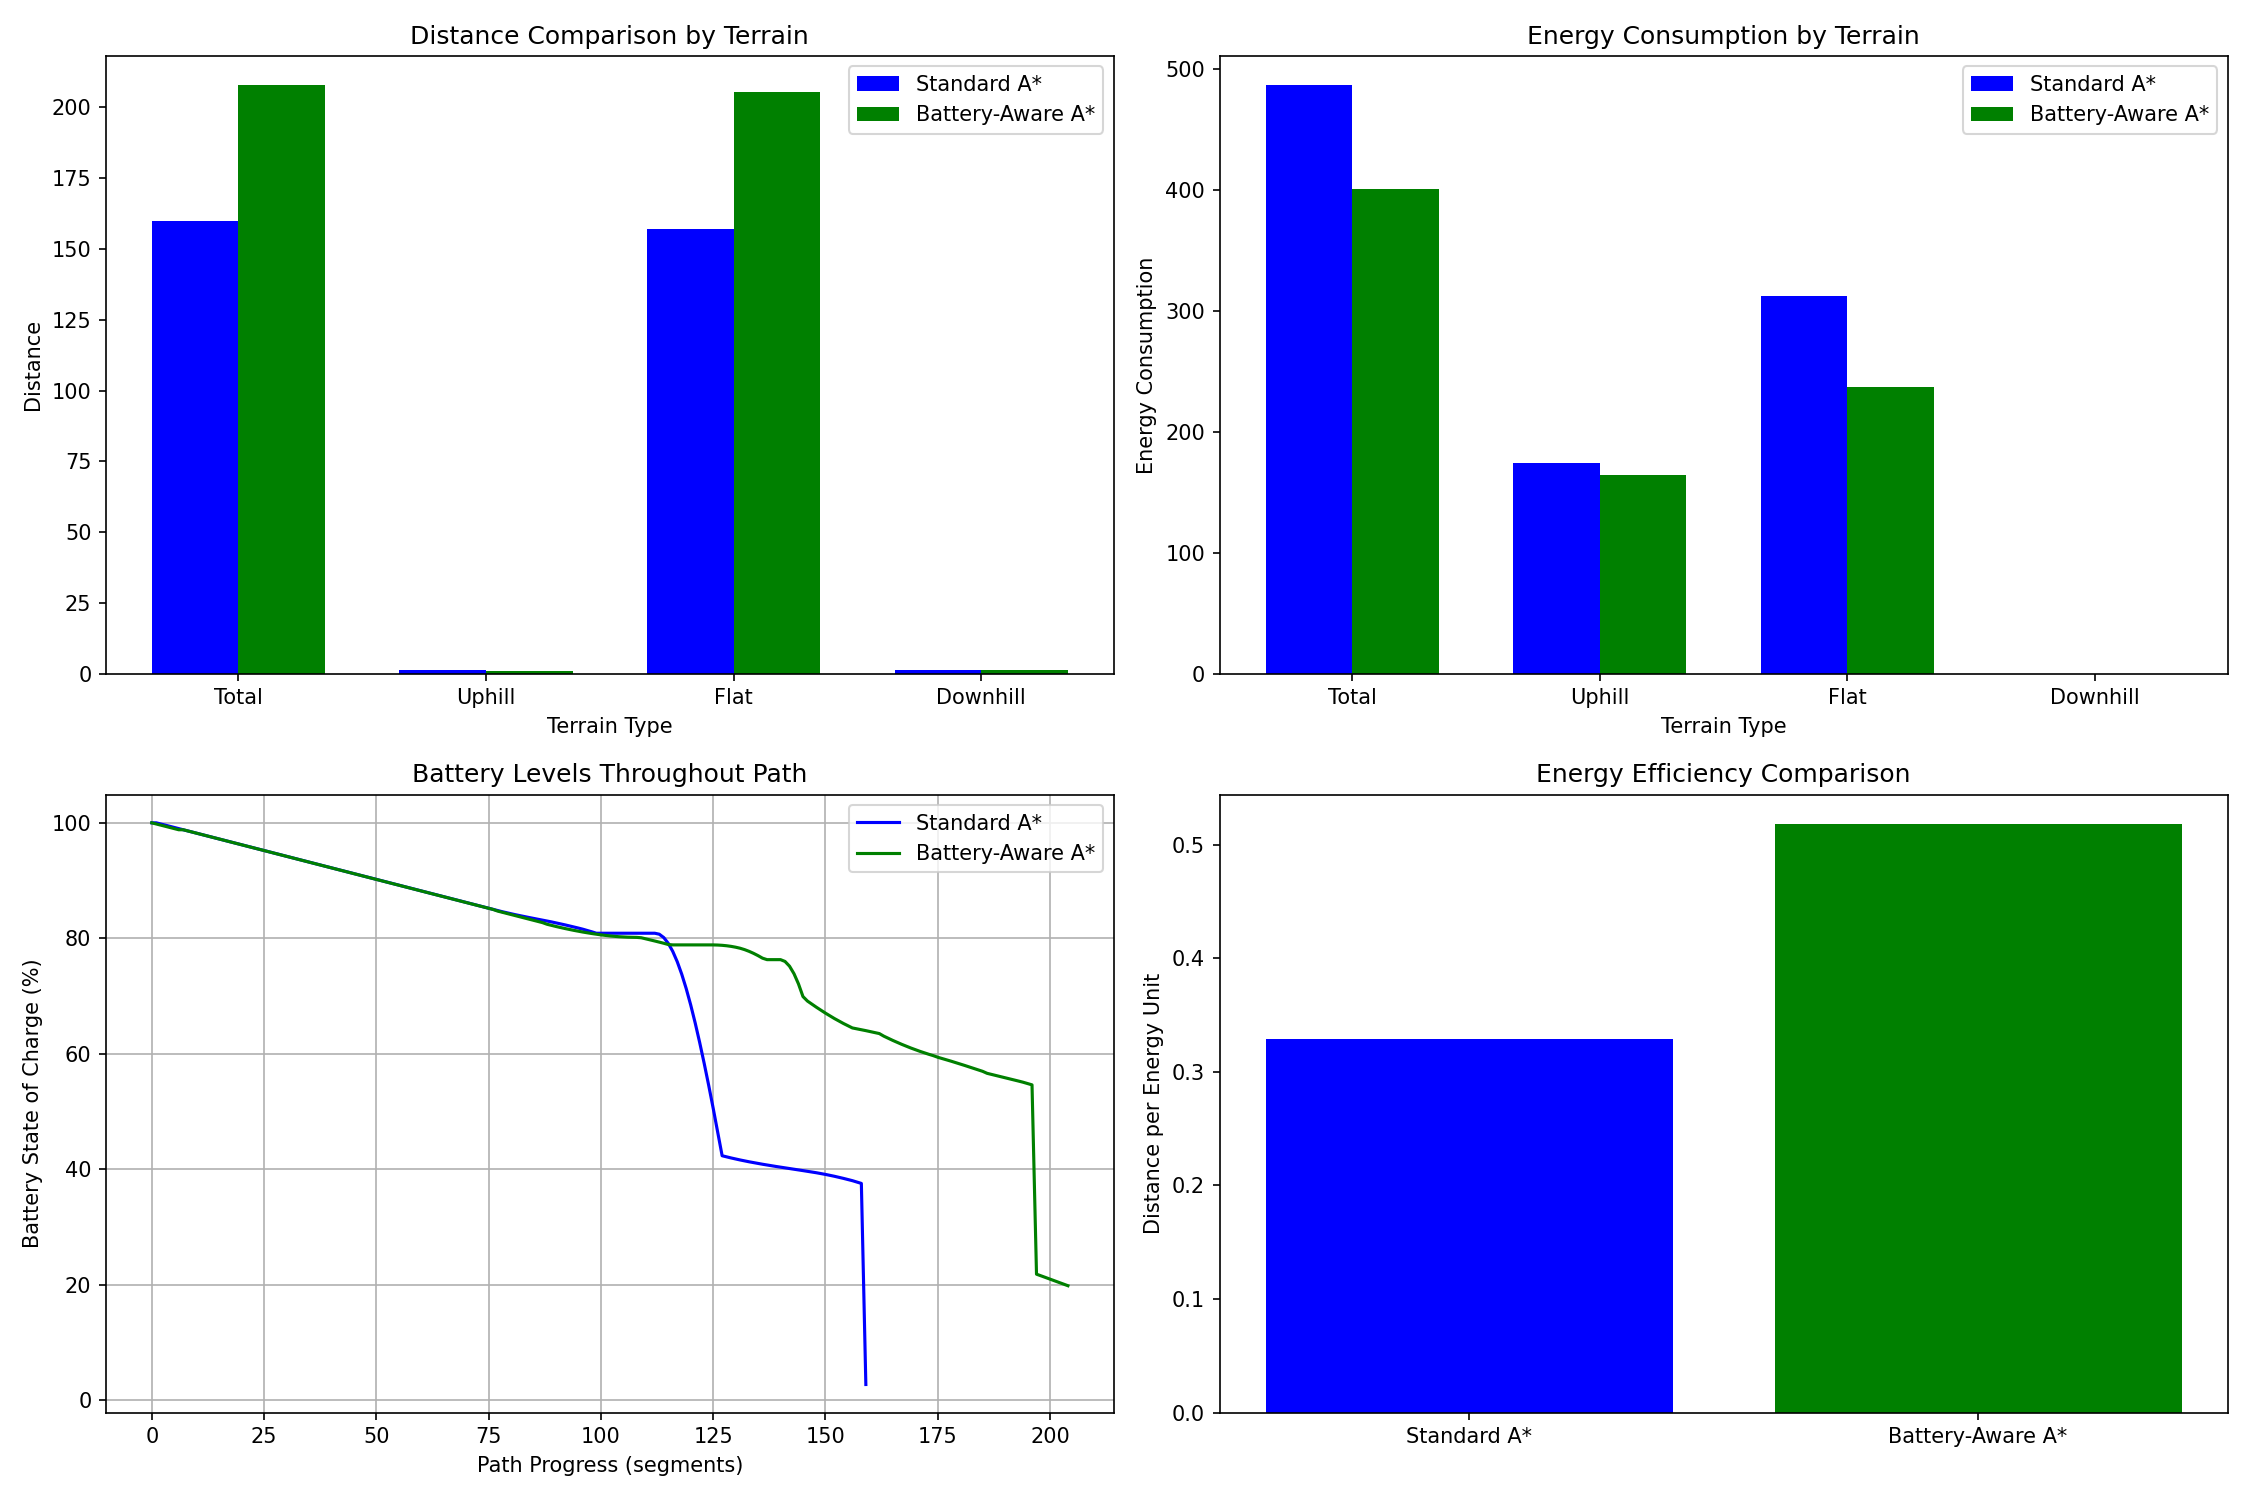 Distance Comparison by Terrain
Standard A*
Battery-Aware A*
Distance
200
175
150
125
100
75
50
25
0
Total Uphill Flat Downhill
Terrain Type
Energy Consumption by Terrain
Standard A*
Battery-Aware A*
Energy Consumption
500
400
300
200
100
0
Total Uphill Flat Downhill
Terrain Type
Battery Levels Throughout Path
Standard A*
Battery-Aware A*
Battery State of Charge (%)
100
80
60
40
20
0
0 25 50 75 100 125 150 175 200
Path Progress (segments)
Energy Efficiency Comparison
Distance per Energy Unit
0.5
0.4
0.3
0.2
0.1
0.0
Standard A* Battery-Aware A*